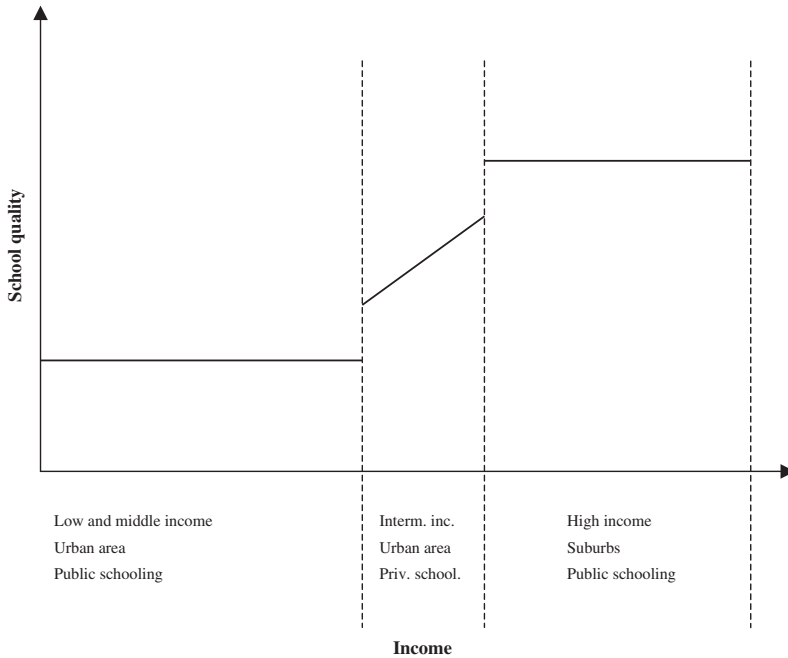 School quality
Low and middle income
Urban area
Public schooling
Interm. inc.
Urban area
Priv. school.
High income
Suburbs
Public schooling
Income